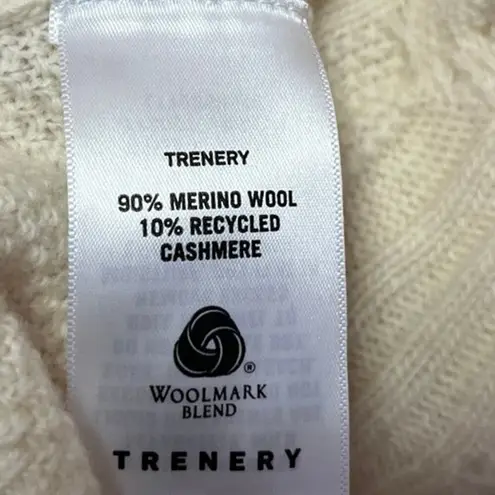 TRENERY
90% MERINO WOOL
10% RECYCLED
CASHMERE
®
WOOLMARK
BLEND
TRENERY